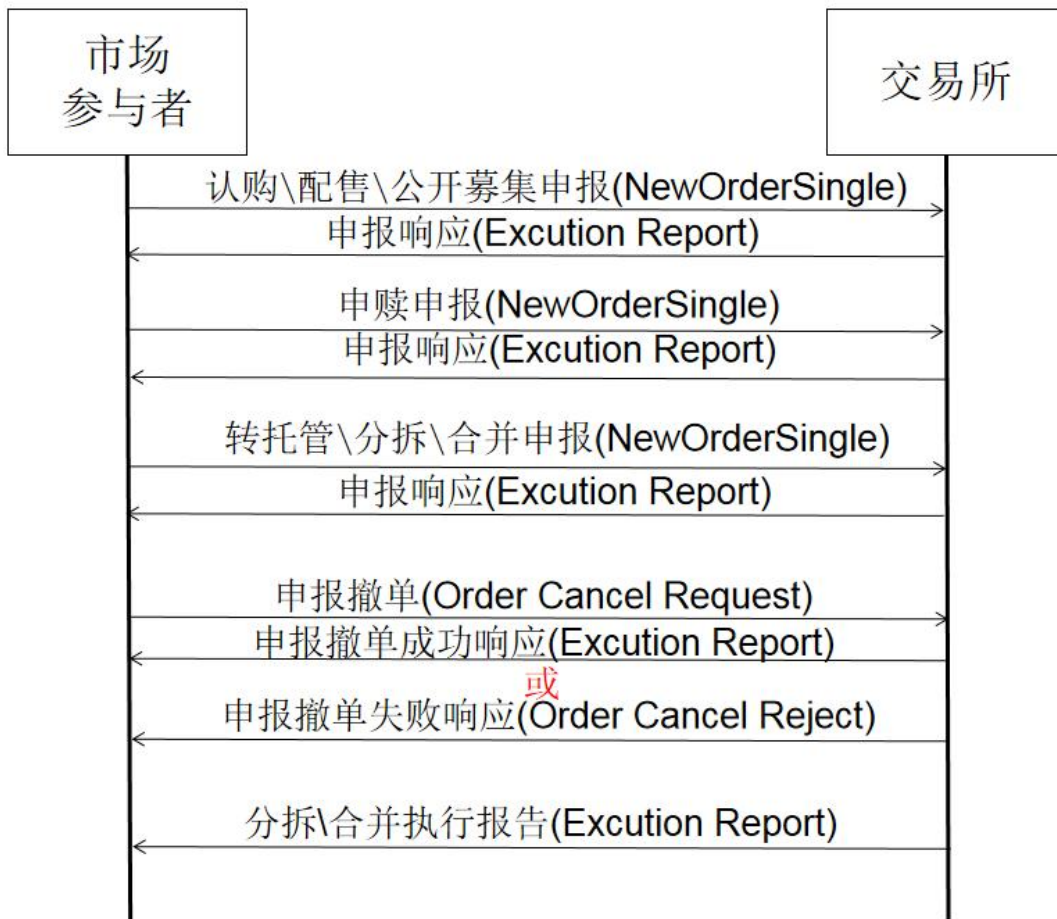 市场
参与者
交易所
认购\配售\公开募集申报(NewOrderSingle)
申报响应(Excution Report)
申赎申报(NewOrderSingle)
申报响应(Excution Report)
转托管\分拆\合并申报(NewOrderSingle)
申报响应(Excution Report)
申报撤单(Order Cancel Request)
申报撤单成功响应(Excution Report)
或
申报撤单失败响应(Order Cancel Reject)
分拆\合并执行报告(Excution Report)